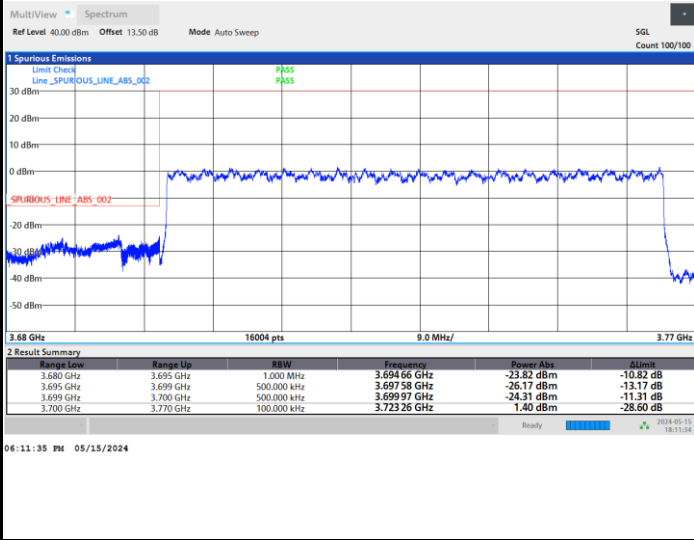 MultiView Spectrum
Ref Level 40.00 dBm Offset 13.50 dB Mode Auto Sweep SGL
Count 100/100
1 Spurious Emissions
Limit Check PASS
Line _SPURIOUS_LINE_ABS_002 PASS
30 dBm
20 dBm
10 dBm
0 dBm
_SPURIOUS_LINE_ABS_002
-20 dBm
-30 dBm
-40 dBm
-50 dBm
3.68 GHz 16004 pts 9.0 MHz/ 3.77 GHz
2 Result Summary
Range Low Range Up RBW Frequency Power Abs ΔLimit
3.680 GHz 3.695 GHz 1.000 MHz 3.694 66 GHz -23.82 dBm -10.82 dB
3.695 GHz 3.699 GHz 500.000 kHz 3.697 58 GHz -26.17 dBm -13.17 dB
3.699 GHz 3.700 GHz 500.000 kHz 3.699 97 GHz -24.31 dBm -11.31 dB
3.700 GHz 3.770 GHz 100.000 kHz 3.723 26 GHz 1.40 dBm -28.60 dB
Ready 2024-05-15
18:11:34
06:11:35 PM 05/15/2024